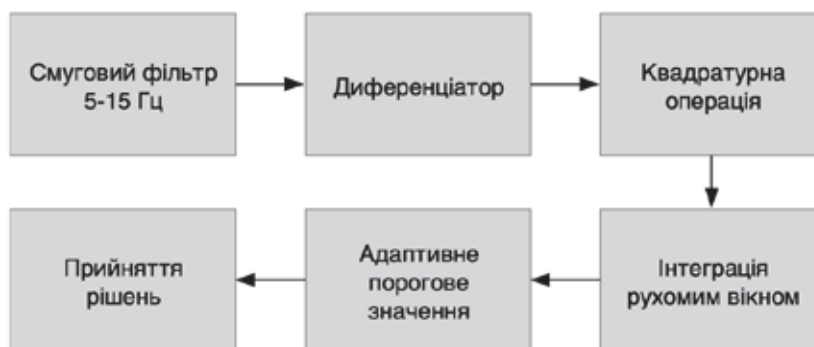 Смуговий фільтр
5-15 Гц
Диференціатор
Квадратурна
операція
Прийняття
рішень
Адаптивне
порогове
значення
Інтеграція
рухомим вікном